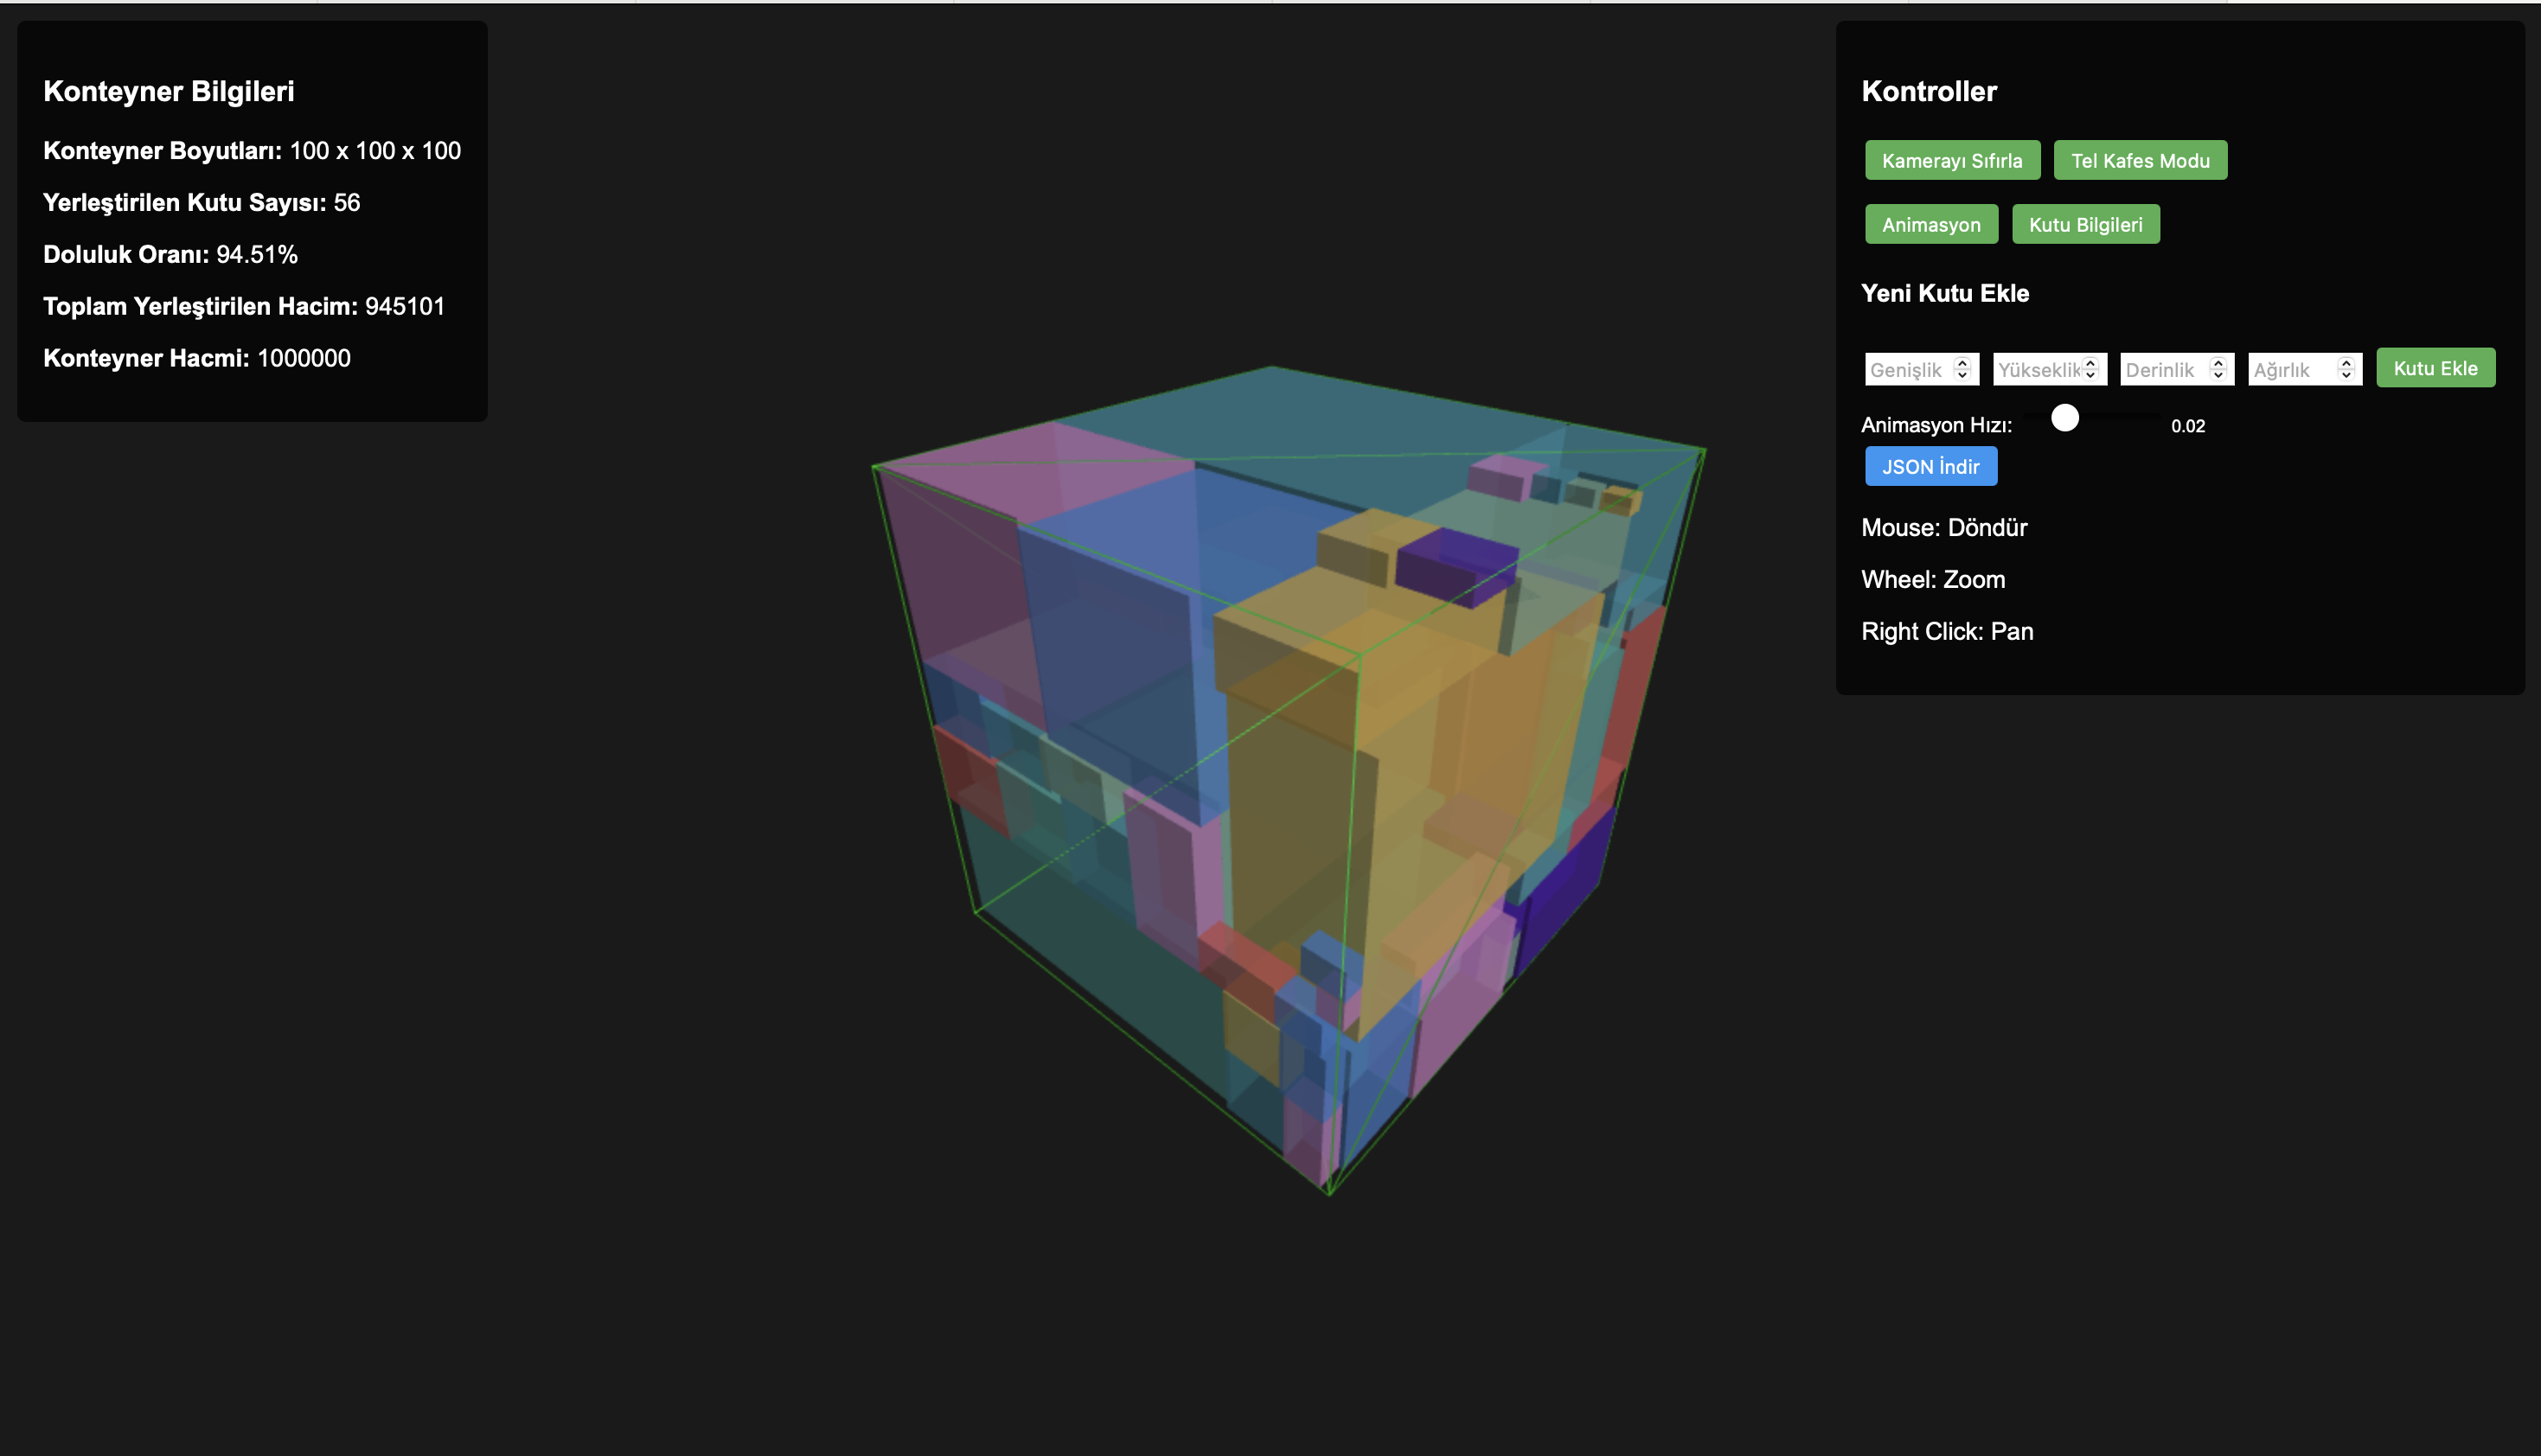 Konteyner Bilgileri
Konteyner Boyutları: 100 x 100 x 100
Yerleştirilen Kutu Sayısı: 56
Doluluk Oranı: 94.51%
Toplam Yerleştirilen Hacim: 945101
Konteyner Hacmi: 1000000
Kontroller
Kamerayı Sıfırla Tel Kafes Modu
Animasyon Kutu Bilgileri
Yeni Kutu Ekle
Genişlik Yükseklik Derinlik Ağırlık Kutu Ekle
Animasyon Hızı: 0.02
JSON İndir
Mouse: Döndür
Wheel: Zoom
Right Click: Pan